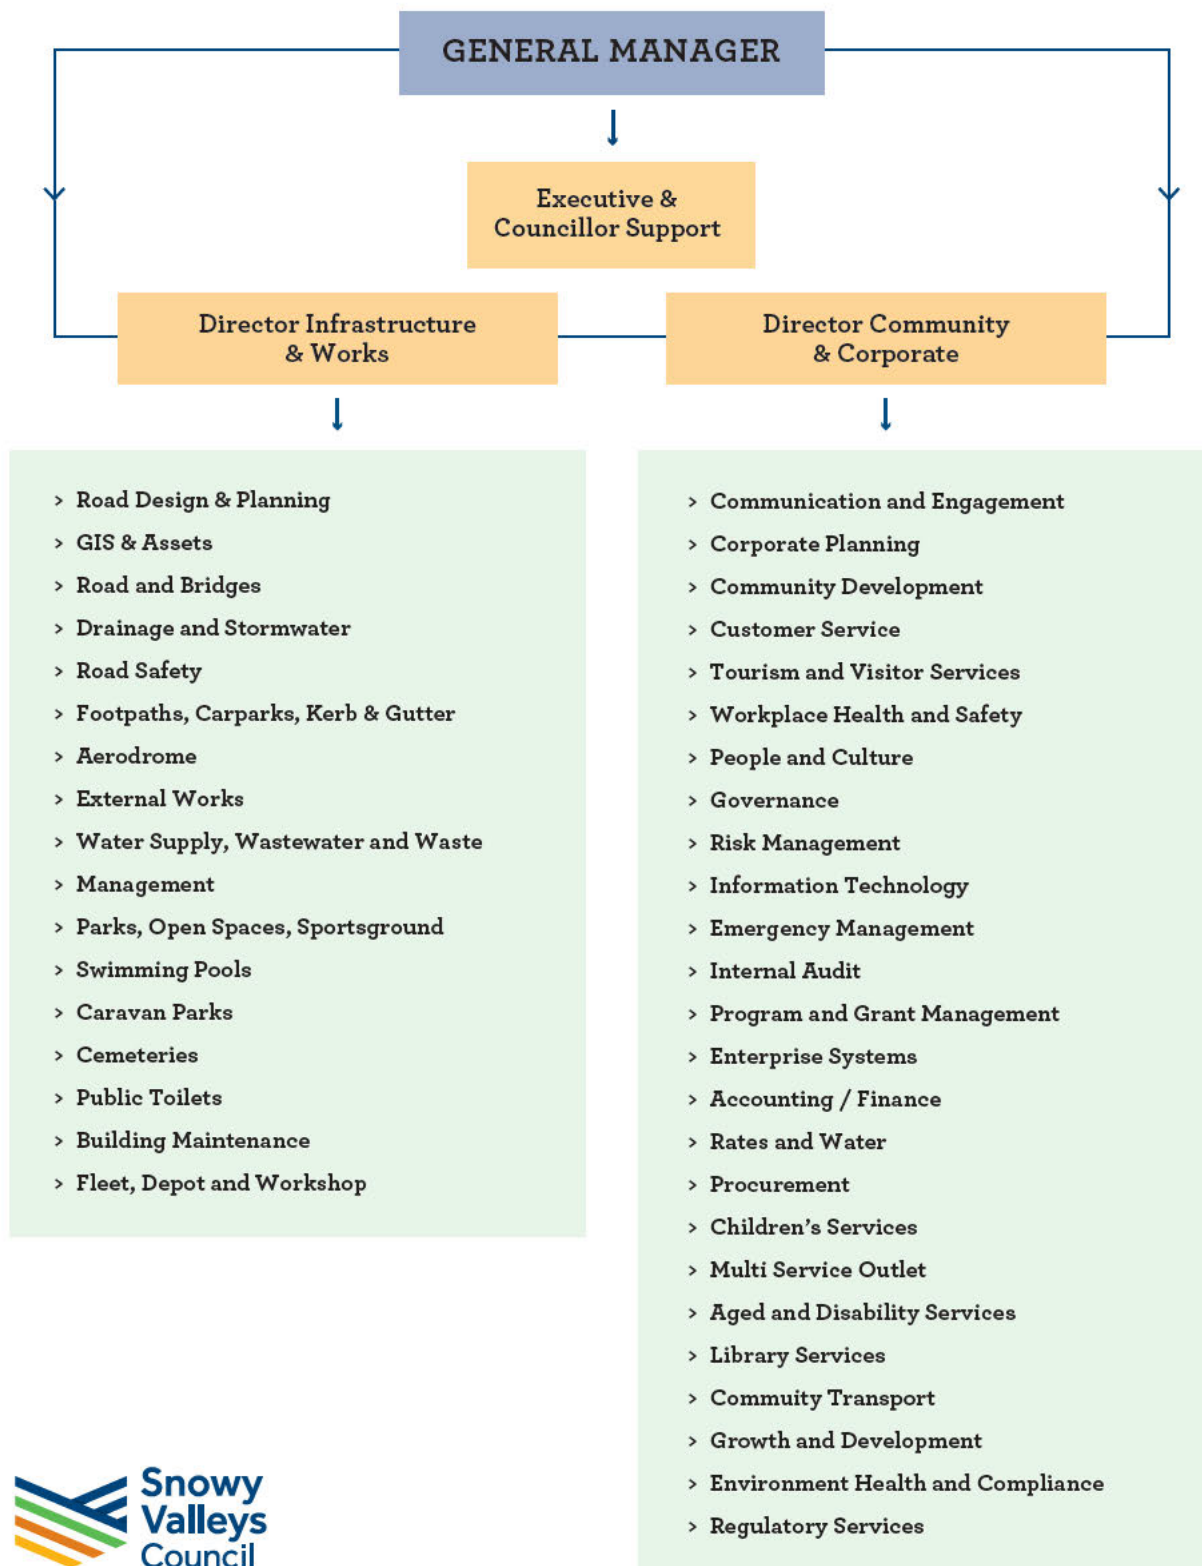 GENERAL MANAGER
Executive &
Councillor Support
Director Infrastructure
& Works
Director Community
& Corporate
> Road Design & Planning
> GIS & Assets
> Road and Bridges
> Drainage and Stormwater
> Road Safety
> Footpaths, Carparks, Kerb & Gutter
> Aerodrome
> External Works
> Water Supply, Wastewater and Waste
> Management
> Parks, Open Spaces, Sportsground
> Swimming Pools
> Caravan Parks
> Cemeteries
> Public Toilets
> Building Maintenance
> Fleet, Depot and Workshop
> Communication and Engagement
> Corporate Planning
> Community Development
> Customer Service
> Tourism and Visitor Services
> Workplace Health and Safety
> People and Culture
> Governance
> Risk Management
> Information Technology
> Emergency Management
> Internal Audit
> Program and Grant Management
> Enterprise Systems
> Accounting / Finance
> Rates and Water
> Procurement
> Children’s Services
> Multi Service Outlet
> Aged and Disability Services
> Library Services
> Commuity Transport
> Growth and Development
> Environment Health and Compliance
> Regulatory Services
Snowy
Valleys
Council